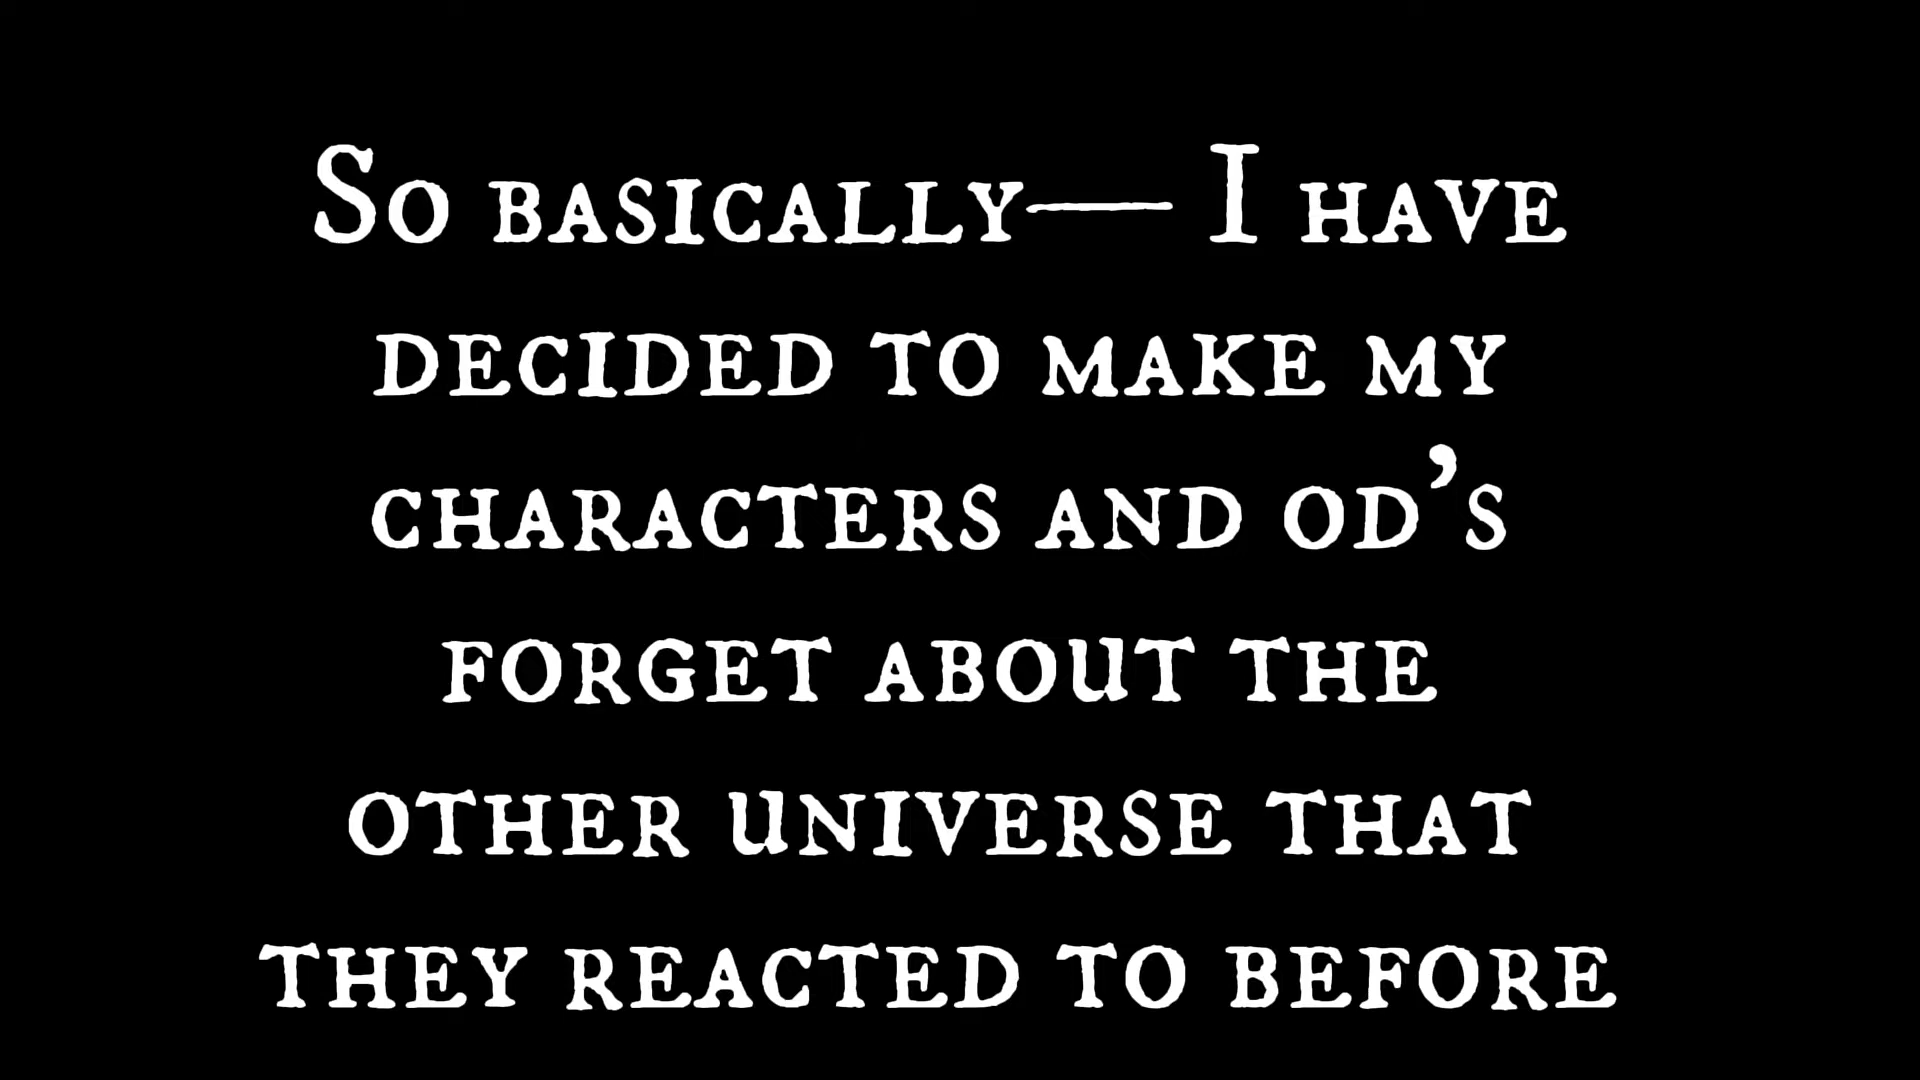 So basically— I have
decided to make my
characters and od's
forget about the
other universe that
they reacted to before